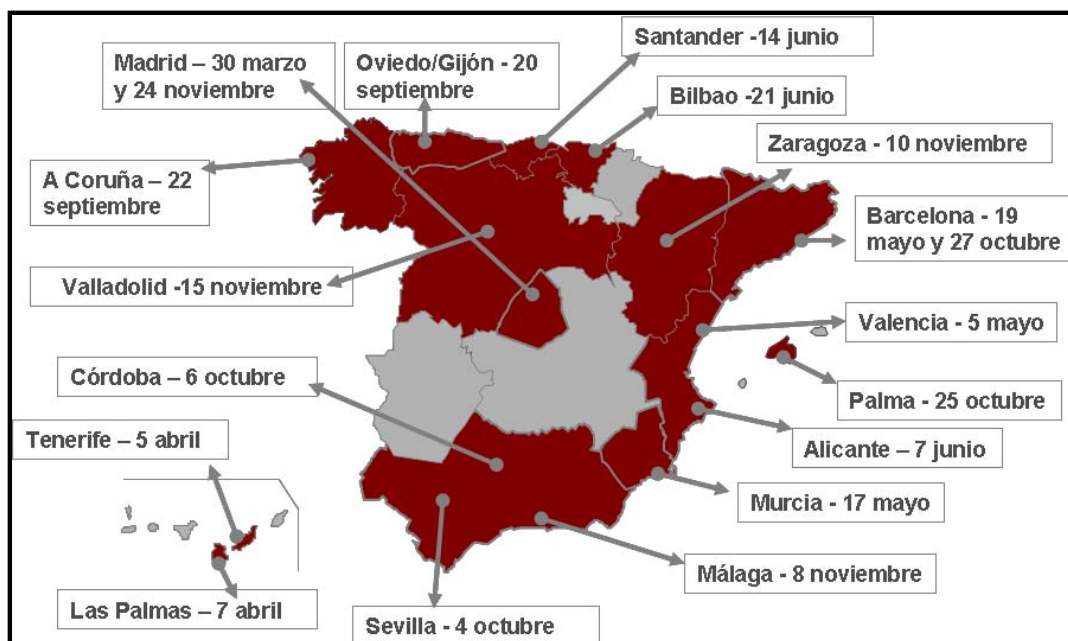 Santander -14 junio
Madrid – 30 marzo
y 24 noviembre
Oviedo/Gijón - 20
septiembre
Bilbao -21 junio
Zaragoza - 10 noviembre
A Coruña – 22
septiembre
Barcelona - 19
mayo y 27 octubre
Valladolid -15 noviembre
Valencia - 5 mayo
Córdoba – 6 octubre
Palma - 25 octubre
Tenerife – 5 abril
Alicante – 7 junio
Murcia - 17 mayo
Málaga - 8 noviembre
Las Palmas – 7 abril
Sevilla - 4 octubre